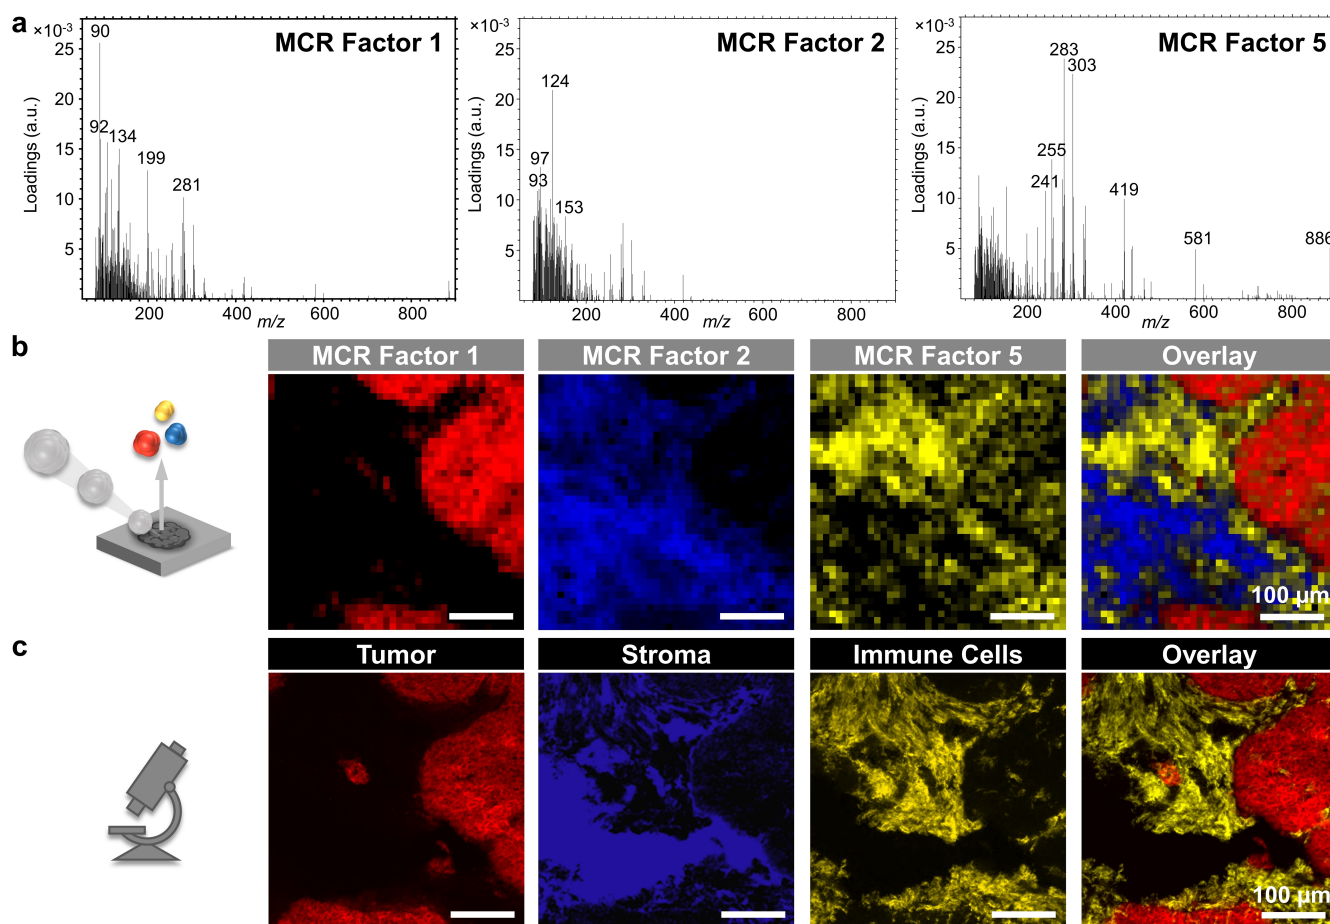 a
×10⁻³
MCR Factor 1
Loadings (a.u.)
25
20
15
10
5
90
92
134
199
281
200
400
600
800
m/z
×10⁻³
MCR Factor 2
Loadings (a.u.)
25
20
15
10
5
124
97
93
153
200
400
600
800
m/z
×10⁻³
MCR Factor 5
Loadings (a.u.)
25
20
15
10
5
283
303
255
241
419
581
886
200
400
600
800
m/z
b
MCR Factor 1
MCR Factor 2
MCR Factor 5
Overlay
100 μm
c
Tumor
Stroma
Immune Cells
Overlay
100 μm